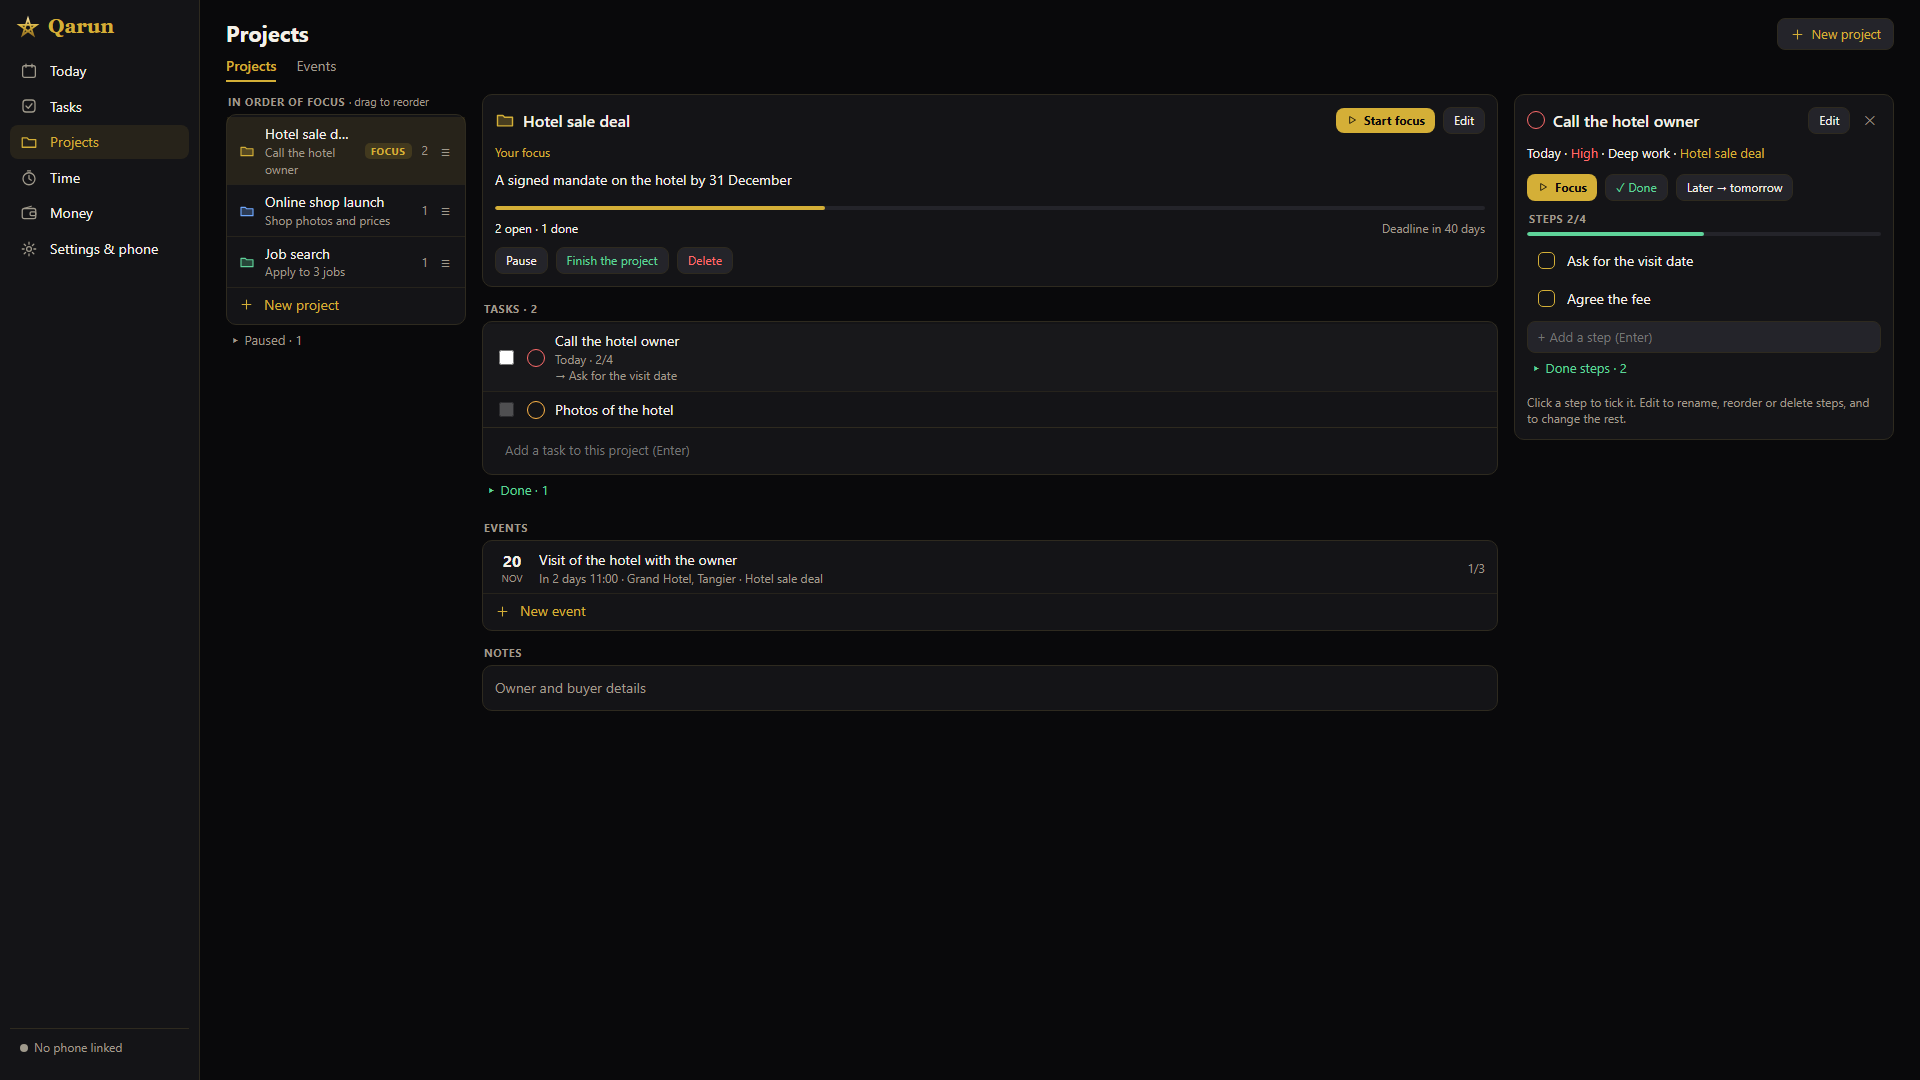 Qarun
Today
Tasks
Projects
Time
Money
Settings & phone
No phone linked
Projects
+ New project
Projects
Events
IN ORDER OF FOCUS · drag to reorder
Hotel sale d...
Call the hotel
owner
FOCUS
2
Online shop launch
Shop photos and prices
1
Job search
Apply to 3 jobs
1
+ New project
Paused · 1
Hotel sale deal
Start focus
Edit
Your focus
A signed mandate on the hotel by 31 December
2 open · 1 done
Deadline in 40 days
Pause
Finish the project
Delete
TASKS · 2
Call the hotel owner
Today · 2/4
→ Ask for the visit date
Photos of the hotel
Add a task to this project (Enter)
Done · 1
EVENTS
20
NOV
Visit of the hotel with the owner
In 2 days 11:00 · Grand Hotel, Tangier · Hotel sale deal
1/3
+ New event
NOTES
Owner and buyer details
Call the hotel owner
Edit
Today · High · Deep work · Hotel sale deal
Focus
✓ Done
Later → tomorrow
STEPS 2/4
Ask for the visit date
Agree the fee
+ Add a step (Enter)
Done steps · 2
Click a step to tick it. Edit to rename, reorder or delete steps, and
to change the rest.